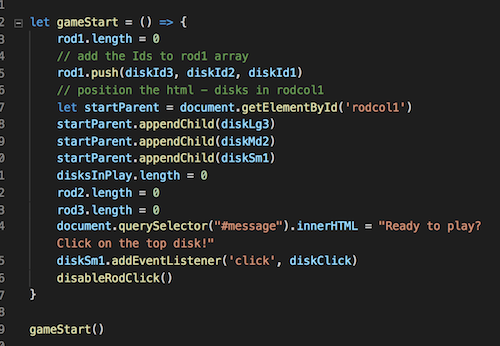 1
2 let gameStart = () => {
3 rod1.length = 0
4 // add the Ids to rod1 array
5 rod1.push(diskId3, diskId2, diskId1)
6 // position the html - disks in rodcol1
7 let startParent = document.getElementById('rodcol1')
8 startParent.appendChild(diskLg3)
9 startParent.appendChild(diskMd2)
0 startParent.appendChild(diskSm1)
1 disksInPlay.length = 0
2 rod2.length = 0
3 rod3.length = 0
4 document.querySelector("#message").innerHTML = "Ready to play?
Click on the top disk!"
5 diskSm1.addEventListener('click', diskClick)
6 disableRodClick()
7 }
8
9 gameStart()
0